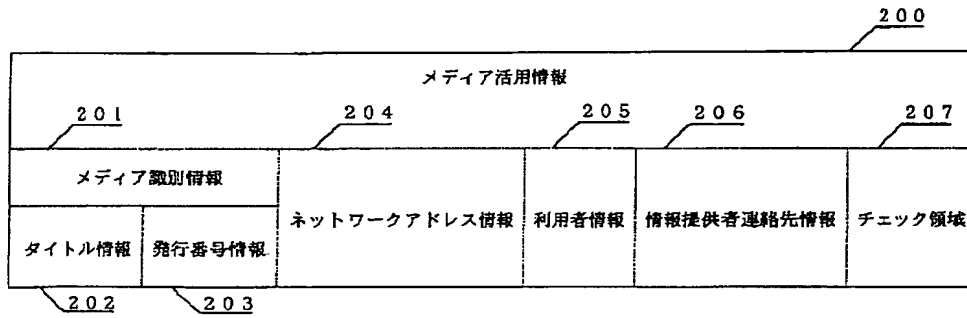 200
メディア活用情報
201
204
205
206
207
メディア識別情報
ネットワークアドレス情報
利用者情報
情報提供者連絡先情報
チェック領域
タイトル情報
発行番号情報
202
203